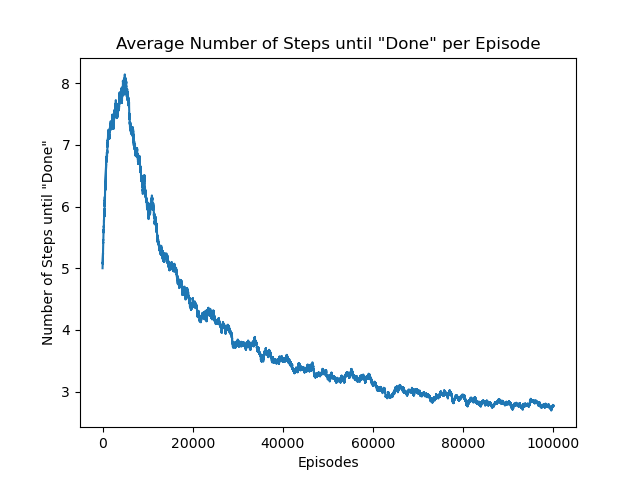 Average Number of Steps until "Done" per Episode
Number of Steps until "Done"
8
7
6
5
4
3
0 20000 40000 60000 80000 100000
Episodes